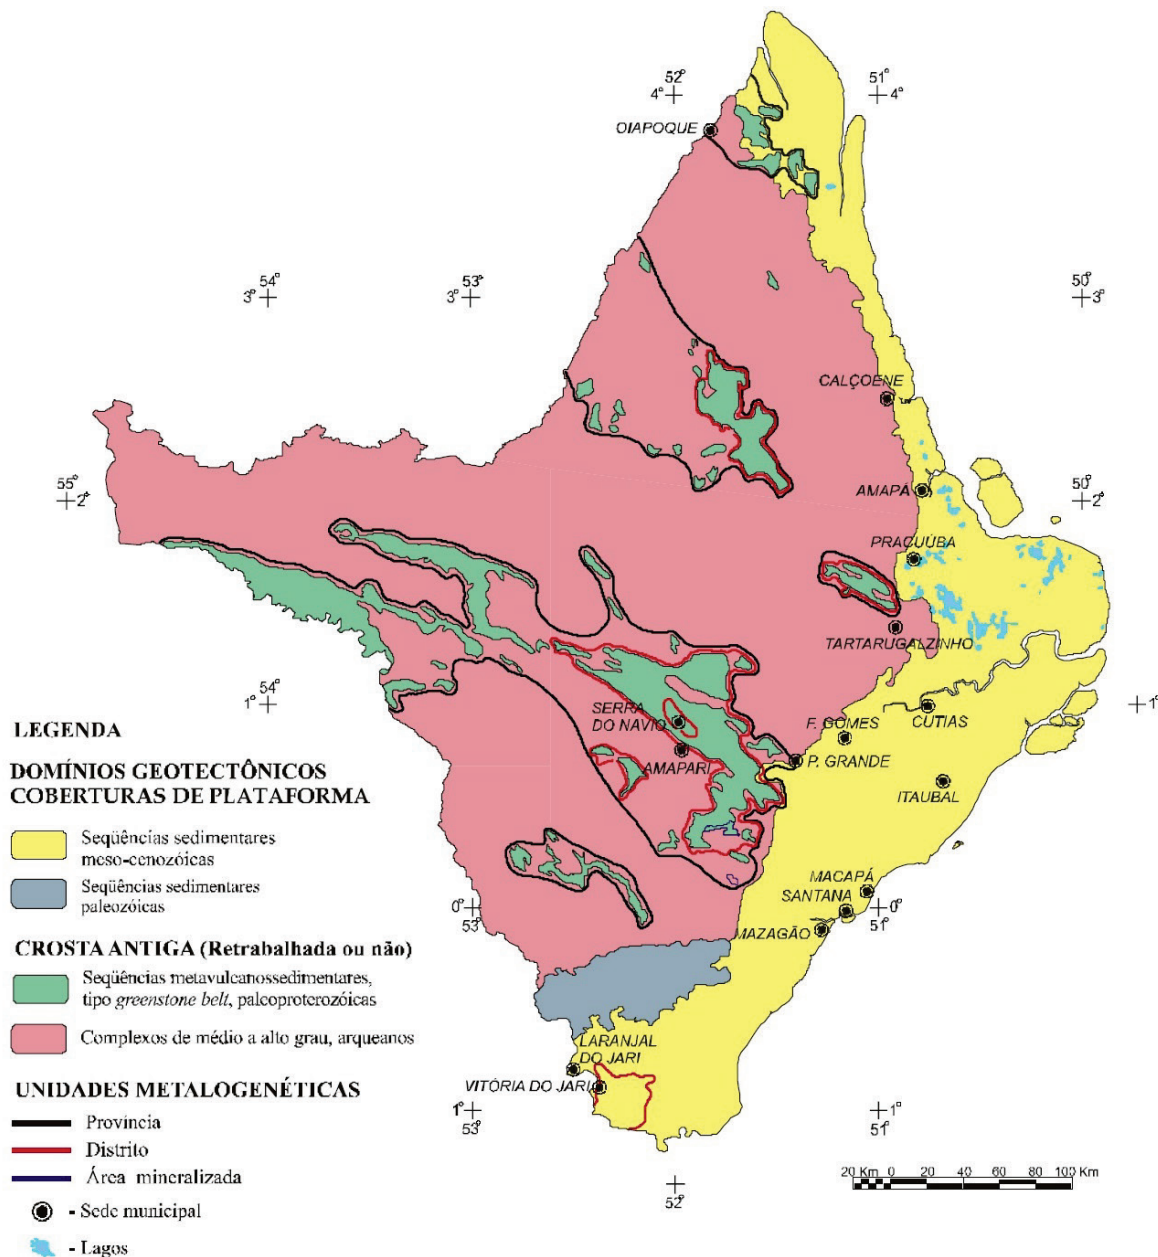 52°
4°
51°
4°
OIAPOQUE
54°
3°
53°
3°
50°
3°
CALÇOENE
55°
2°
AMAPÁ
50°
2°
PRACUÚBA
TARTARUGALZINHO
54°
1°
1°
SERRA
DO NAVIO
F. GOMES
CUTIAS
AMAPARI
P. GRANDE
ITAUBAL
MACAPÁ
SANTANA
0°
53°
0°
51°
MAZAGÃO
LARANJAL
DO JARI
VITÓRIA DO JARI
1°
53°
1°
51°
52°
20 Km 0 20 40 60 80 100 Km
LEGENDA
DOMÍNIOS GEOTECTÔNICOS
COBERTURAS DE PLATAFORMA
Seqüências sedimentares
meso-cenozóicas
Seqüências sedimentares
paleozóicas
CROSTA ANTIGA (Retrabalhada ou não)
Seqüências metavulcanossedimentares,
tipo greenstone belt, paleoproterozóicas
Complexos de médio a alto grau, arqueanos
UNIDADES METALOGENÉTICAS
Província
Distrito
Área mineralizada
- Sede municipal
- Lagos